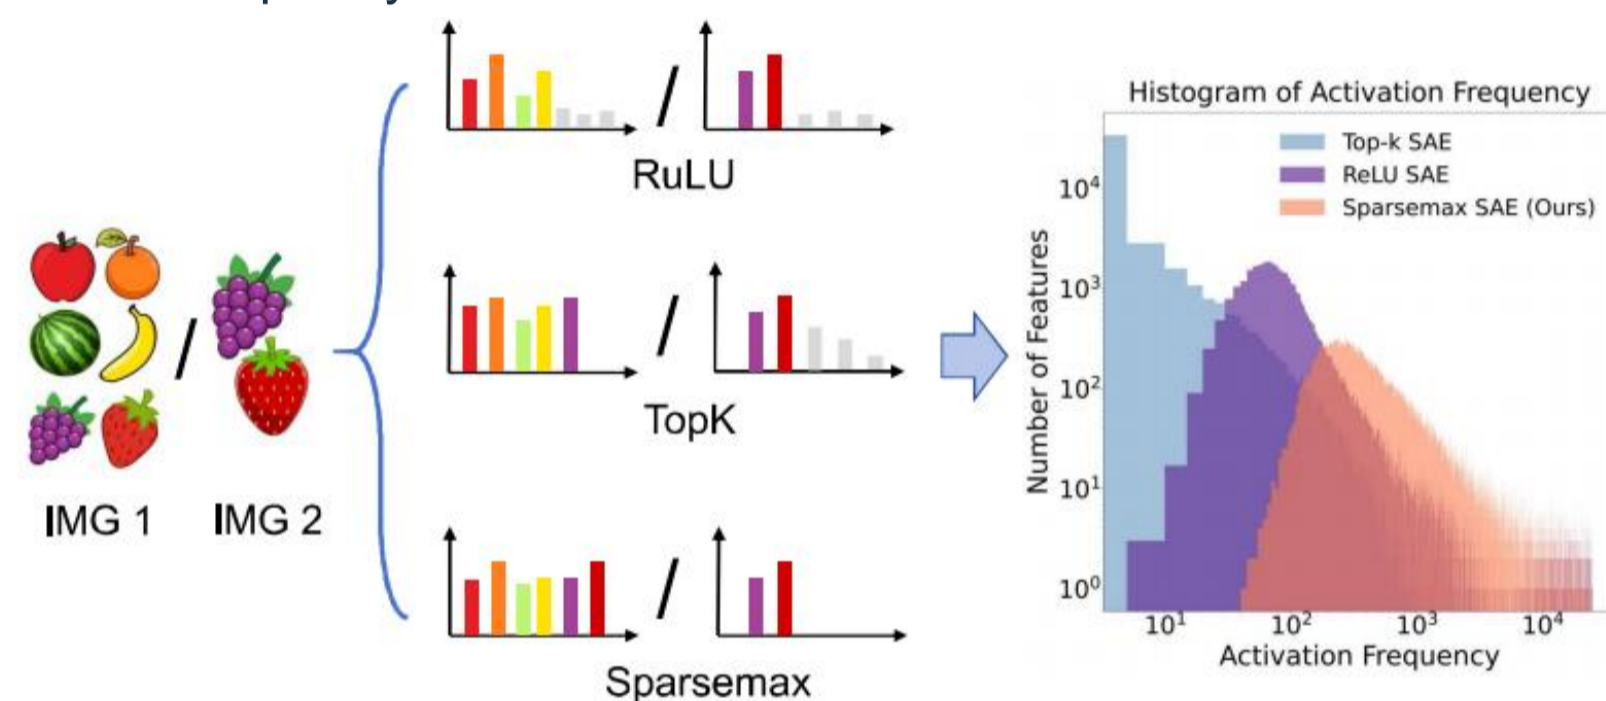 IMG 1
/
IMG 2
/
RuLU
/
TopK
/
Sparsemax
Histogram of Activation Frequency
Top-k SAE
ReLU SAE
Sparsemax SAE (Ours)
Number of Features
10⁴
10³
10²
10¹
10⁰
10¹ 10² 10³ 10⁴
Activation Frequency